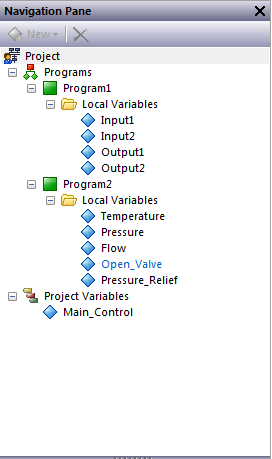 Navigation Pane
New
Project
Programs
Program1
Local Variables
Input1
Input2
Output1
Output2
Program2
Local Variables
Temperature
Pressure
Flow
Open_Valve
Pressure_Relief
Project Variables
Main_Control